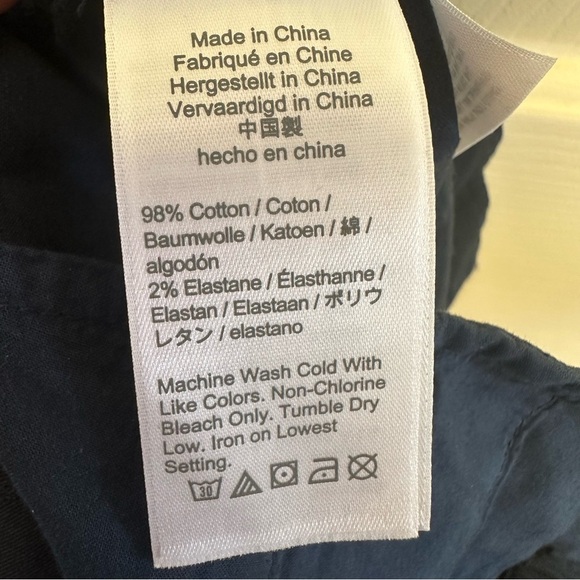 Made in China
Fabriqué en Chine
Hergestellt in China
Vervaardigd in China
中国製
hecho en china
98% Cotton / Coton /
Baumwolle / Katoen / 綿 /
algodón
2% Elastane / Élasthanne /
Elastan / Elastaan / ポリウ
レタン / elastano
Machine Wash Cold With
Like Colors. Non-Chlorine
Bleach Only. Tumble Dry
Low. Iron on Lowest
Setting.
30